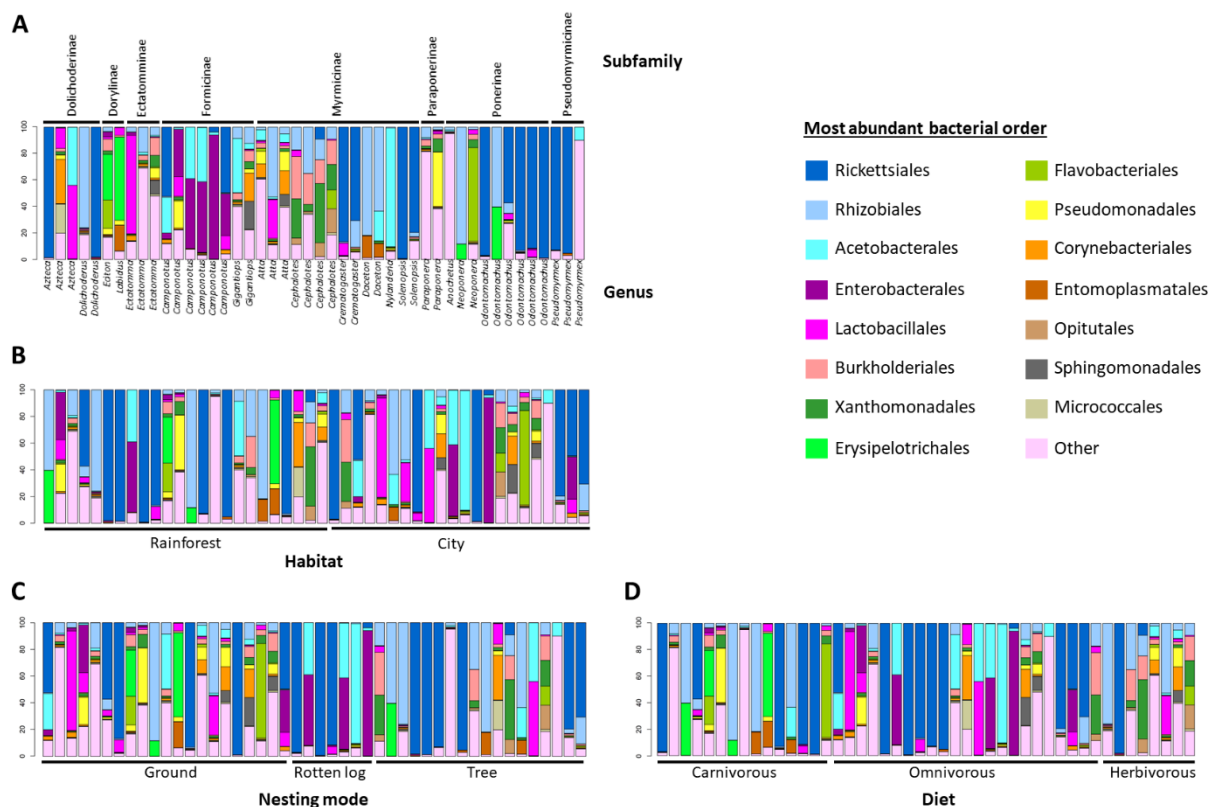 A
Dolichoderinae
Dorylinae
Ectatomminae
Formicinae
Myrmicinae
Paraponerinae
Ponerinae
Pseudomyrmicinae
Subfamily
100
80
60
40
20
0
Azteca
Azteca
Azteca
Dolichoderus
Dolichoderus
Eciton
Labidus
Ectatomma
Ectatomma
Ectatomma
Camponotus
Camponotus
Camponotus
Camponotus
Camponotus
Camponotus
Gigantiops
Gigantiops
Atta
Atta
Atta
Cephalotes
Cephalotes
Cephalotes
Cephalotes
Crematogaster
Crematogaster
Daceton
Daceton
Nylanderia
Solenopsis
Solenopsis
Paraponera
Paraponera
Anochetus
Neoponera
Neoponera
Odontomachus
Odontomachus
Odontomachus
Odontomachus
Odontomachus
Odontomachus
Pseudomymex
Pseudomymex
Pseudomymex
Genus
Most abundant bacterial order
Rickettsiales
Rhizobiales
Acetobacterales
Enterobacterales
Lactobacillales
Burkholderiales
Xanthomonadales
Erysipelotrichales
Flavobacteriales
Pseudomonadales
Corynebacteriales
Entomoplasmatales
Opitutales
Sphingomonadales
Micrococcales
Other
B
100
80
60
40
20
0
Rainforest
City
Habitat
C
100
80
60
40
20
0
Ground
Rotten log
Tree
Nesting mode
D
100
80
60
40
20
0
Carnivorous
Omnivorous
Herbivorous
Diet